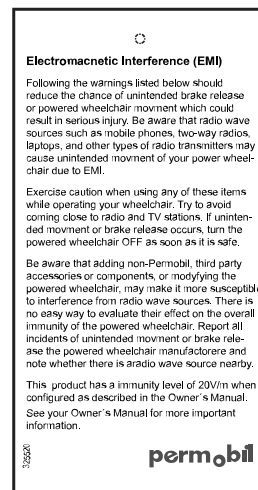 Electromacnetic Interference (EMI)
Following the warnings listed below should
reduce the chance of unintended brake release
or powered wheelchair movment which could
result in serious injury. Be aware that radio wave
sources such as mobile phones, two-way radios,
laptops, and other types of radio transmitters may
cause unintended movment of your power wheel-
chair due to EMI.
Exercise caution when using any of these items
while operating your wheelchair. Try to avoid
coming close to radio and TV stations. If uninten-
ded movment or brake release occurs, turn the
powered wheelchair OFF as soon as it is safe.
Be aware that adding non-Permobil, third party
accessories or components, or modyfying the
powered wheelchair, may make it more susceptible
to interference from radio wave sources. There is
no easy way to evaluate their effect on the overall
immunity of the powered wheelchair. Report all
incidents of unintended movment or brake rele-
ase the powered wheelchair manufactorere and
note whether there is aradio wave source nearby.
This product has a immunity level of 20V/m when
configured as described in the Owner´s Manual.
See your Owner´s Manual for more important
information.
325520
permobil